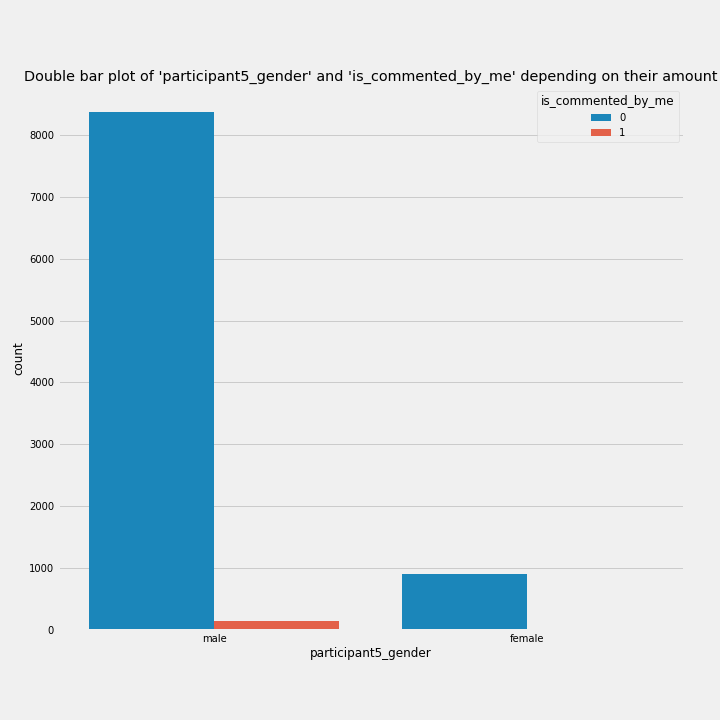 Double bar plot of 'participant5_gender' and 'is_commented_by_me' depending on their amount
is_commented_by_me
0
1
8000
7000
6000
5000
4000
3000
2000
1000
0
count
male
female
participant5_gender